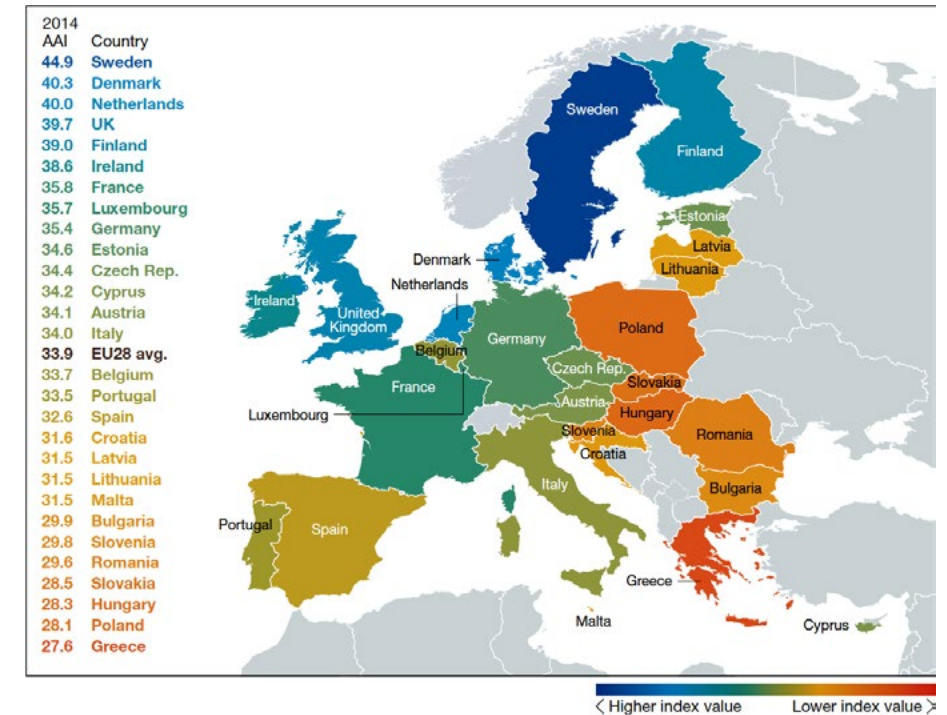 2014
AAI Country
44.9 Sweden
40.3 Denmark
40.0 Netherlands
39.7 UK
39.0 Finland
38.6 Ireland
35.8 France
35.7 Luxembourg
35.4 Germany
34.6 Estonia
34.4 Czech Rep.
34.2 Cyprus
34.1 Austria
34.0 Italy
33.9 EU28 avg.
33.7 Belgium
33.5 Portugal
32.6 Spain
31.6 Croatia
31.5 Latvia
31.5 Lithuania
31.5 Malta
29.9 Bulgaria
29.8 Slovenia
29.6 Romania
28.5 Slovakia
28.3 Hungary
28.1 Poland
27.6 Greece
Sweden
Finland
Estonia
Latvia
Lithuania
Denmark
Netherlands
Ireland
United
Kingdom
Poland
Germany
Belgium
Czech Rep.
France
Slovakia
Luxembourg
Austria
Hungary
Slovenia
Romania
Croatia
Italy
Bulgaria
Portugal
Spain
Greece
Malta
Cyprus
< Higher index value
Lower index value >